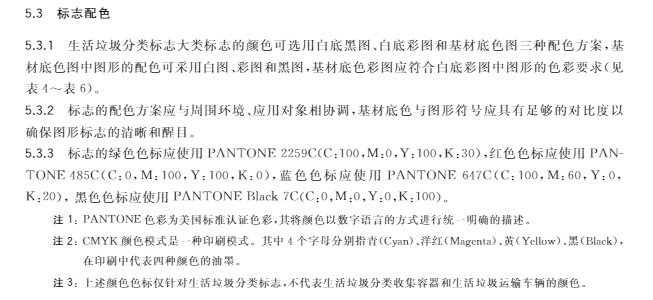 5.3 标志配色
5.3.1 生活垃圾分类标志大类标志的颜色可选用白底黑图、白底彩图和基材底色图三种配色方案,基
材底色图中图形的配色可采用白图、彩图和黑图,基材底色彩图应符合白底彩图中图形的色彩要求(见
表 4～表 6)。
5.3.2 标志的配色方案应与周围环境、应用对象相协调,基材底色与图形符号应具有足够的对比度以
确保图形标志的清晰和醒目。
5.3.3 标志的绿色色标应使用 PANTONE 2259C(C:100,M:0,Y:100,K:30),红色色标应使用 PAN-
TONE 485C(C:0,M:100,Y:100,K:0),蓝色色标应使用 PANTONE 647C(C:100,M:60,Y:0,
K:20),黑色色标应使用 PANTONE Black 7C(C:0,M:0,Y:0,K:100)。
注 1:PANTONE 色彩为美国标准认证色彩,其将颜色以数字语言的方式进行统一明确的描述。
注 2:CMYK 颜色模式是一种印刷模式。其中 4 个字母分别指青(Cyan)、洋红(Magenta)、黄(Yellow)、黑(Black),
在印刷中代表四种颜色的油墨。
注 3:上述颜色色标仅针对生活垃圾分类标志,不代表生活垃圾分类收集容器和生活垃圾运输车辆的颜色。